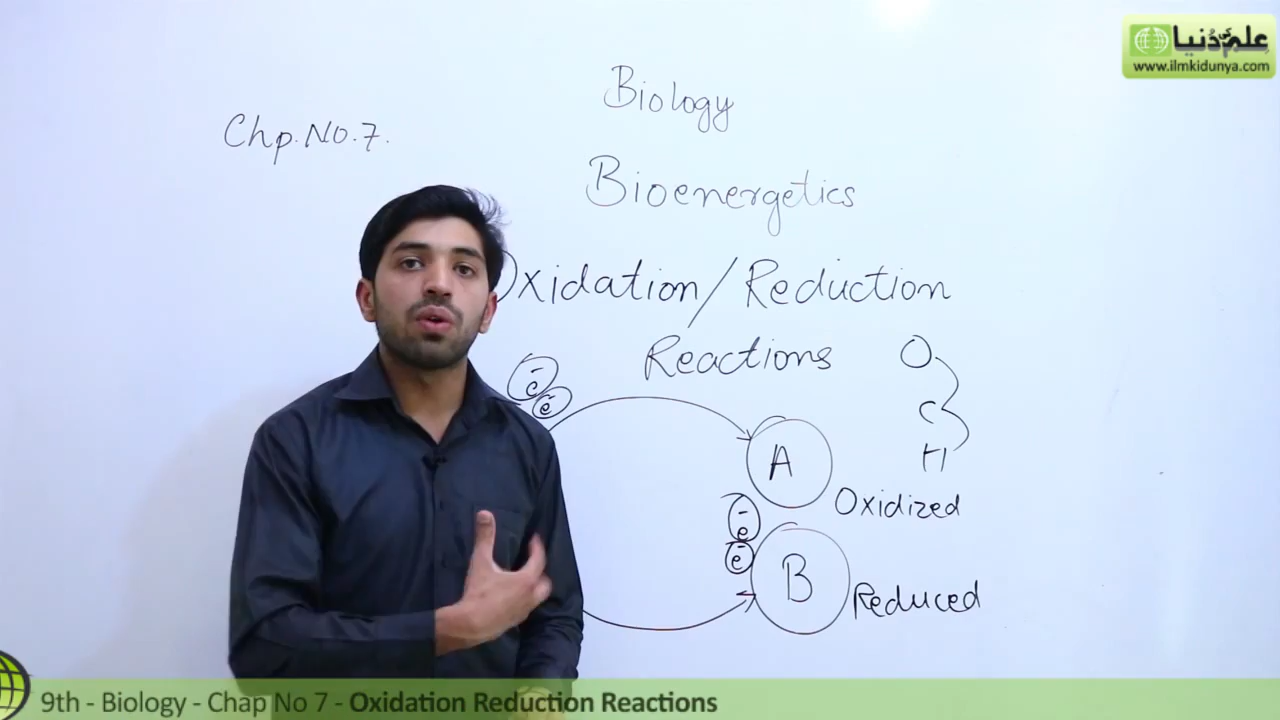 علم کی دُنیا
www.ilmkidunya.com
Biology
Chp. No. 7.
Bioenergetics
Oxidation/Reduction
Reactions
O
C
H
e-
e-
A
Oxidized
e-
e-
B
Reduced
9th - Biology - Chap No 7 - Oxidation Reduction Reactions